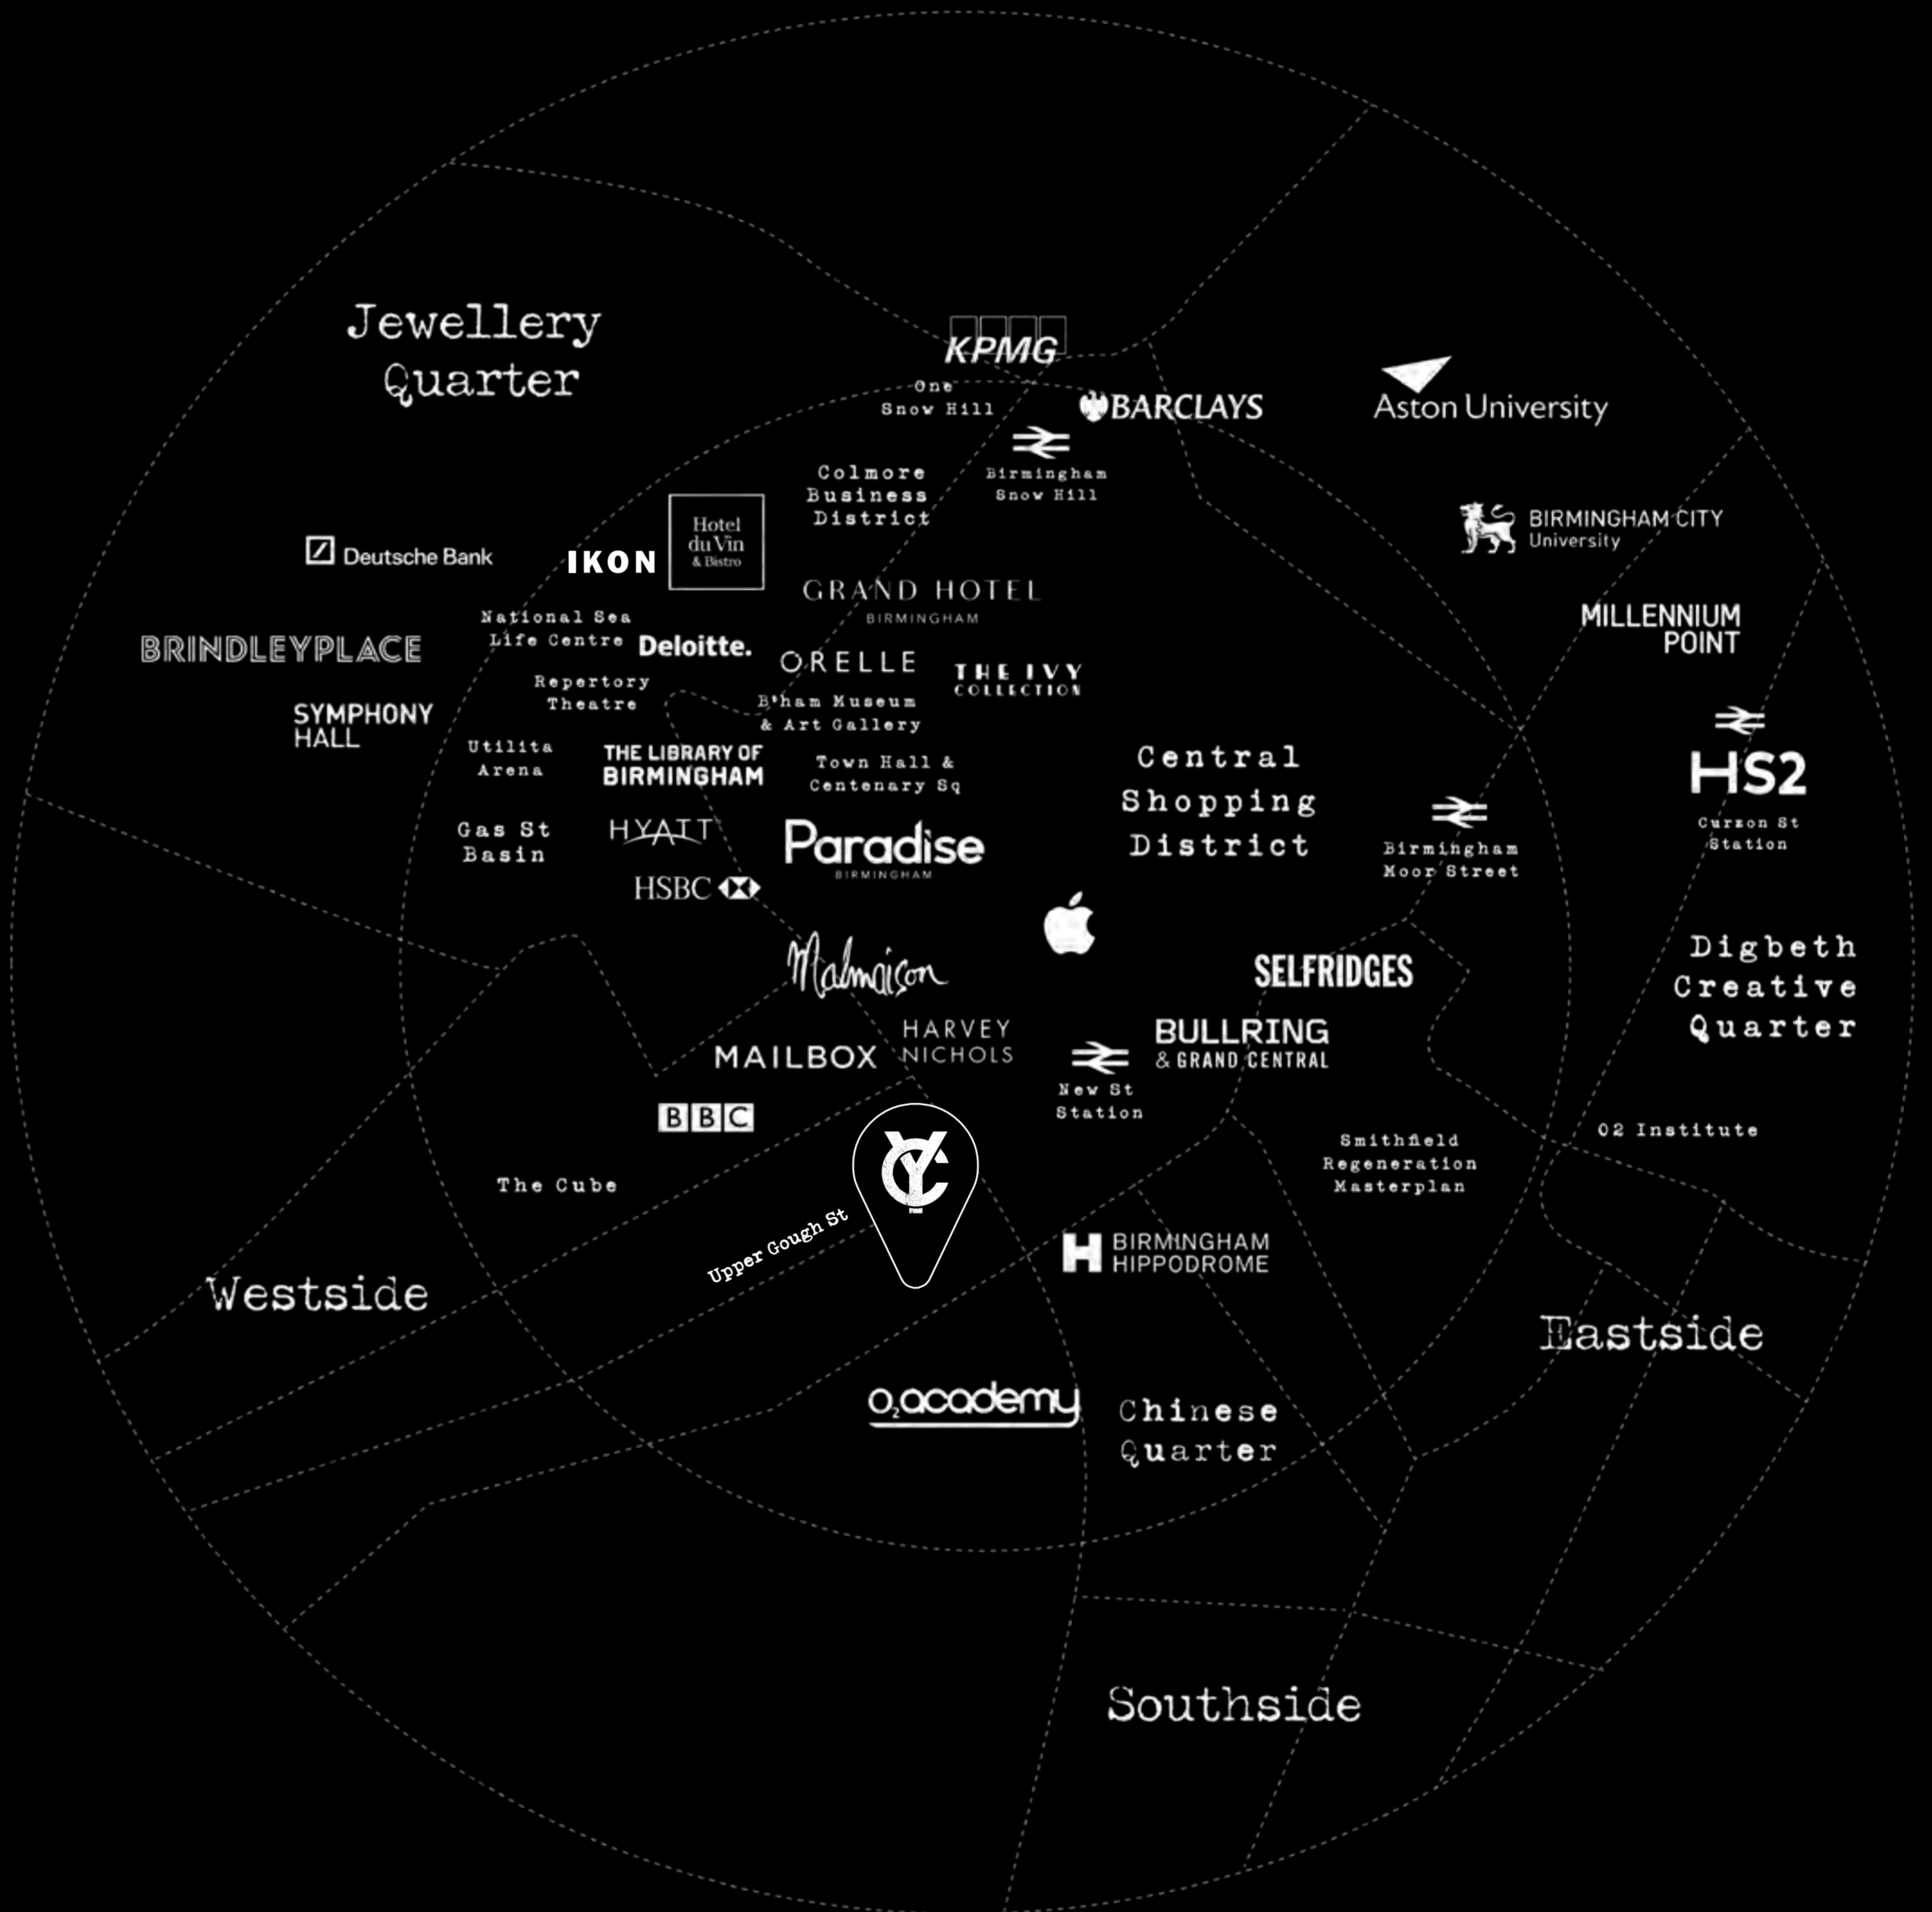 Jewellery
Quarter
KPMG
One
Snow Hill
BARCLAYS
Aston University
Birmingham
Snow Hill
Colmore
Business
District
Hotel
du Vin
& Bistro
BIRMINGHAM CITY
University
Deutsche Bank
IKON
GRAND HOTEL
BIRMINGHAM
MILLENNIUM
POINT
National Sea
Life Centre
BRINDLEYPLACE
Deloitte.
ORELLE
THE IVY
COLLECTION
Repertory
Theatre
B'ham Museum
& Art Gallery
SYMPHONY
HALL
Utilita
Arena
THE LIBRARY OF
BIRMINGHAM
Town Hall &
Centenary Sq
Central
Shopping
District
HS2
Curzon St
Station
Gas St
Basin
HYATT
Paradise
BIRMINGHAM
Birmingham
Moor Street
HSBC
Malmaison
SELFRIDGES
Digbeth
Creative
Quarter
MAILBOX
HARVEY
NICHOLS
BULLRING
& GRAND CENTRAL
New St
Station
BBC
O2 Institute
Smithfield
Regeneration
Masterplan
The Cube
YC
Upper Gough St
BIRMINGHAM
HIPPODROME
Westside
Eastside
O2 academy
Chinese
Quarter
Southside